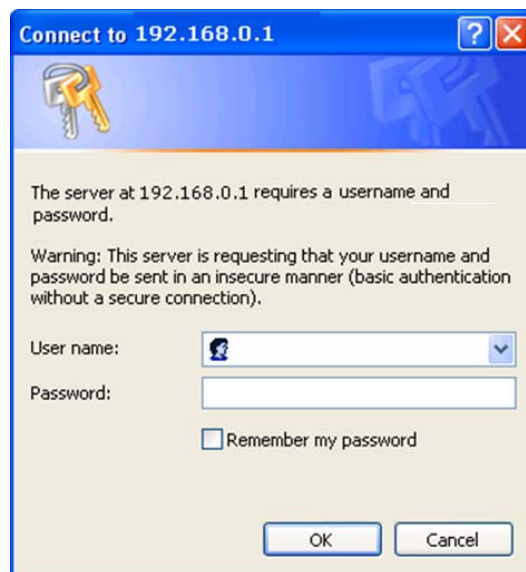 Connect to 192.168.0.1
The server at 192.168.0.1 requires a username and
password.
Warning: This server is requesting that your username and
password be sent in an insecure manner (basic authentication
without a secure connection).
User name:
Password:
Remember my password
OK
Cancel